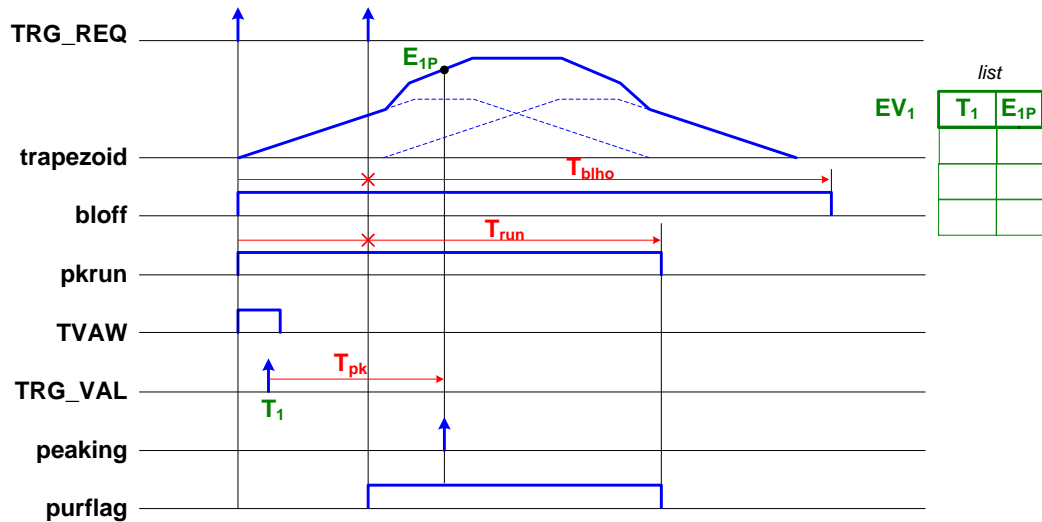 TRG_REQ
E1P
list
EV1 T1 E1P
trapezoid
Tblho
bloff
Trun
pkrun
TVAW
Tpk
TRG_VAL
T1
peaking
purflag